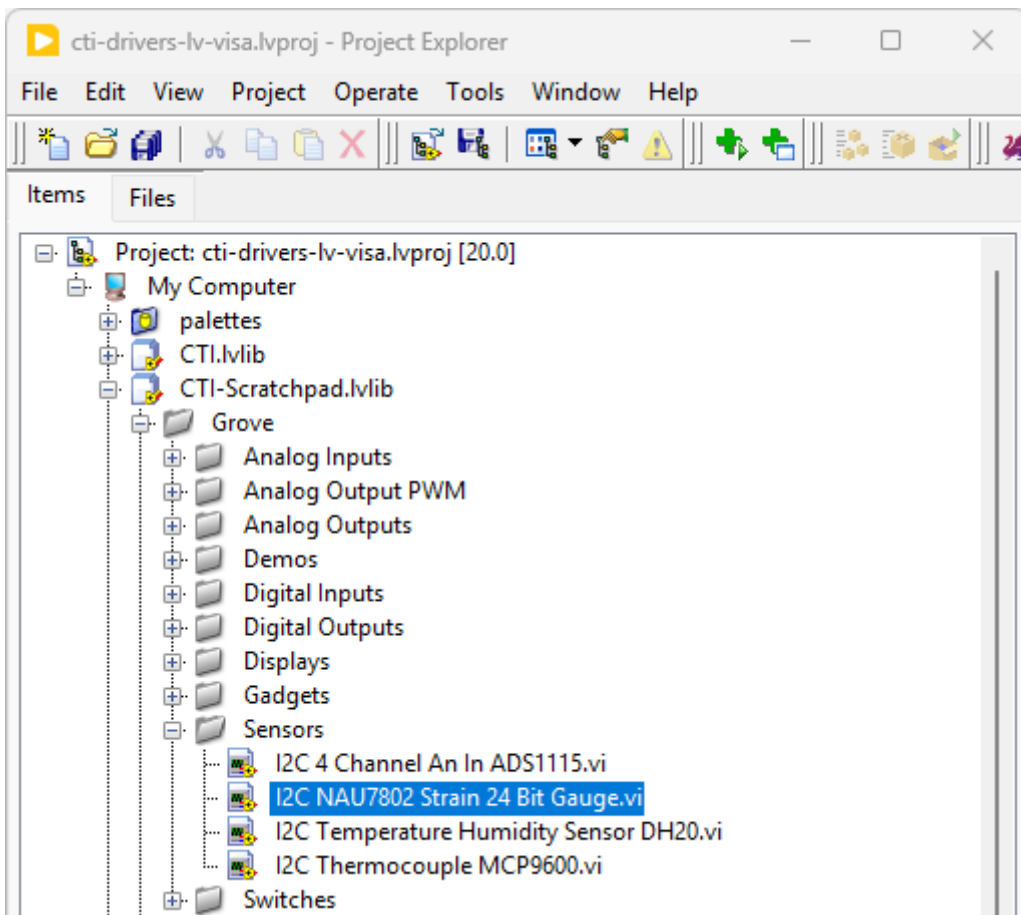 cti-drivers-lv-visa.lvproj - Project Explorer
File Edit View Project Operate Tools Window Help
Items Files
Project: cti-drivers-lv-visa.lvproj [20.0]
My Computer
palettes
CTI.lvlib
CTI-Scratchpad.lvlib
Grove
Analog Inputs
Analog Output PWM
Analog Outputs
Demos
Digital Inputs
Digital Outputs
Displays
Gadgets
Sensors
I2C 4 Channel An In ADS1115.vi
I2C NAU7802 Strain 24 Bit Gauge.vi
I2C Temperature Humidity Sensor DH20.vi
I2C Thermocouple MCP9600.vi
Switches